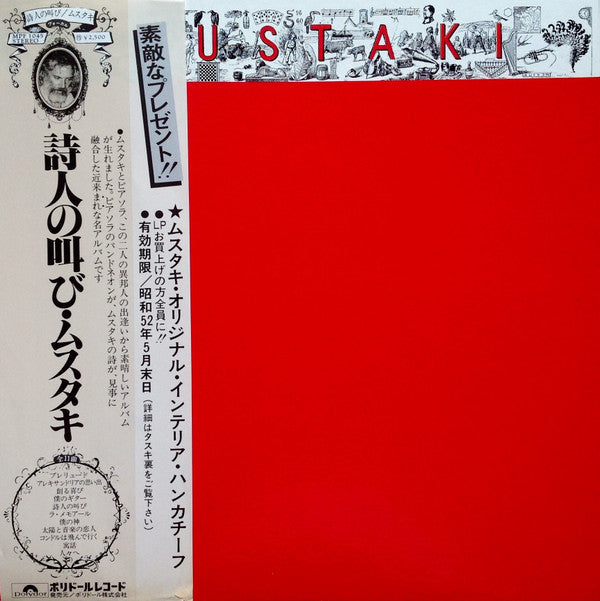 詩人の叫び/ムスタキ
MPF 1045
STEREO
¥2,500
詩人の叫び・ムスタキ
●ムスタキとピアソラ、この二人の異邦人の出逢いから素晴しいアルバム
が生れました。ピアソラのバンドネオンが、ムスタキの詩が、見事に
融合した近来まれな名アルバムです
全11曲
プレリュード
アレキサンドリアの思い出
創る喜び
僕のギター
詩人の叫び
ラ・メモアール
僕の神
太陽と音楽の恋人
コンドルは飛んで行く
寓話
人々へ
Polydor
ポリドールレコード
発売元/ポリドール株式会社
素敵なプレゼント!!
★ムスタキ・オリジナル・インテリア・ハンカチーフ
●LPお買上げの方全員に!!
●有効期限/昭和52年5月末日(詳細はタスキ裏をご覧下さい)
USTAKI